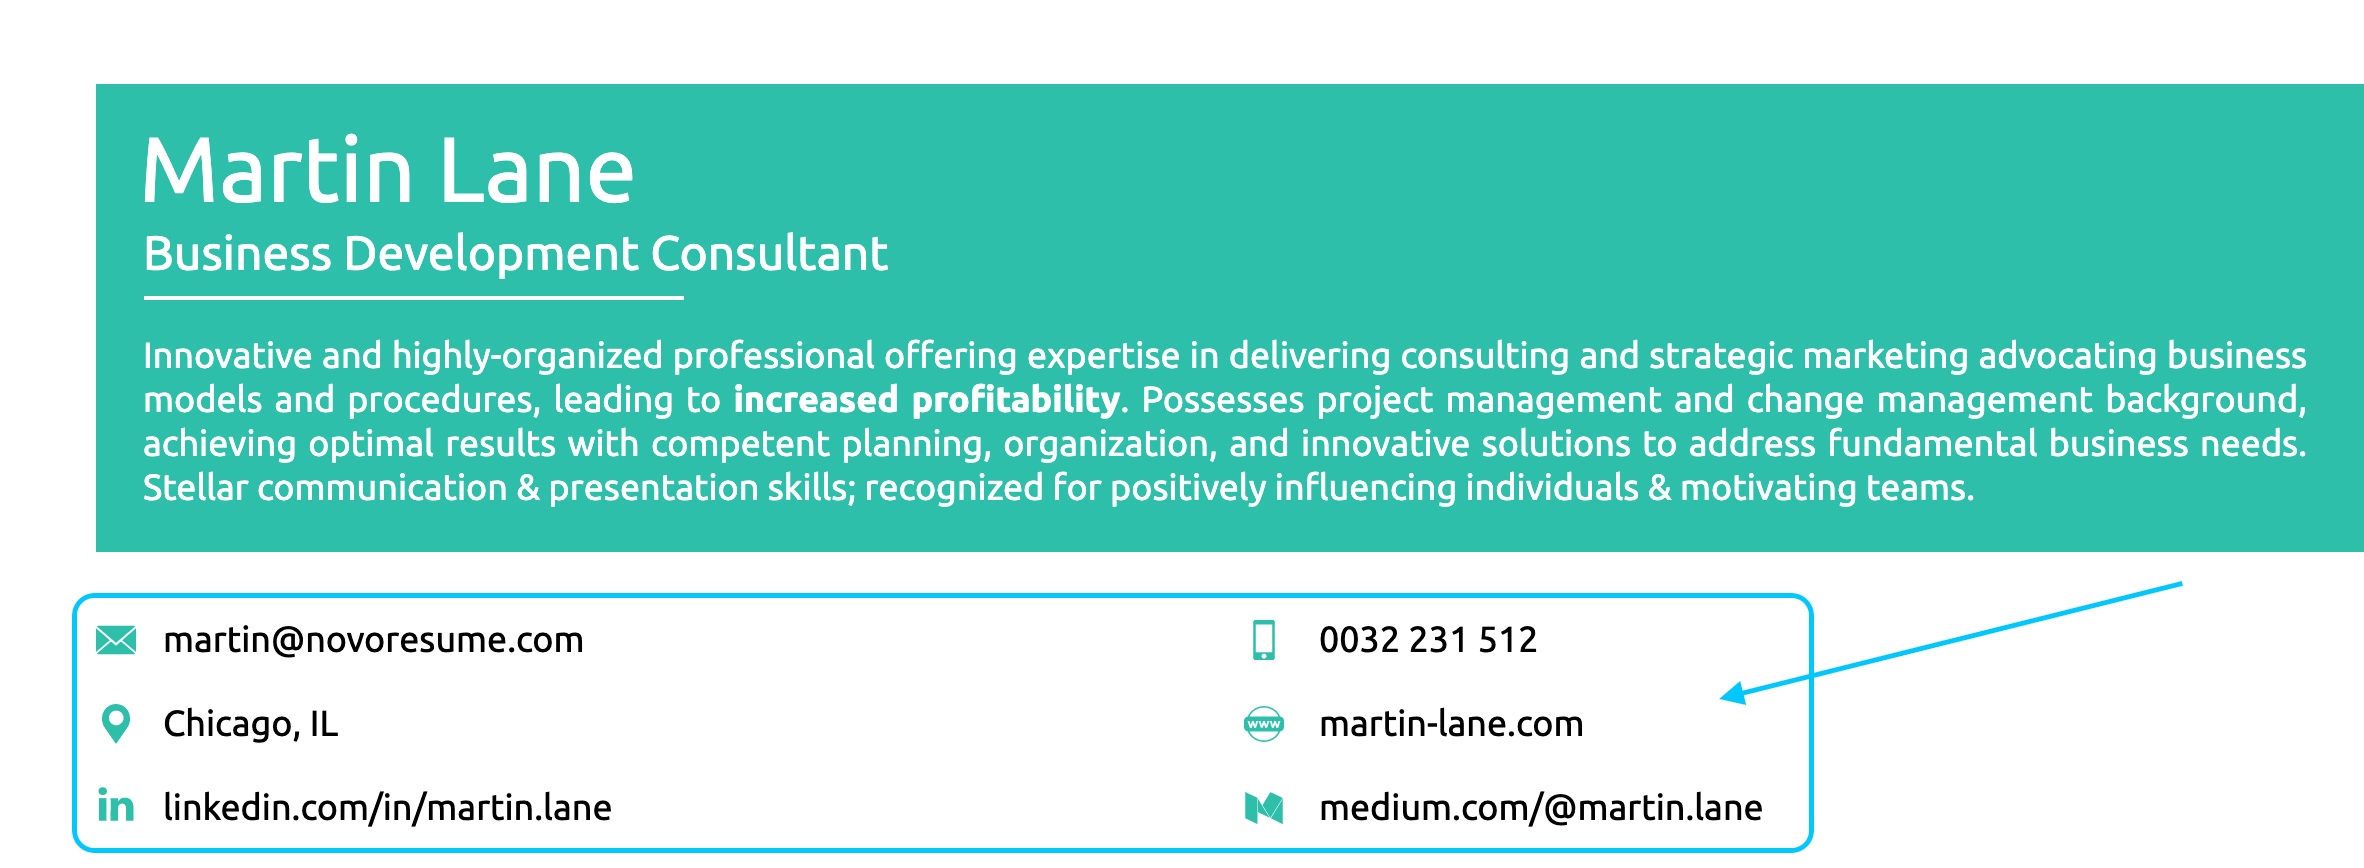 Martin Lane
Business Development Consultant
Innovative and highly-organized professional offering expertise in delivering consulting and strategic marketing advocating business
models and procedures, leading to increased profitability. Possesses project management and change management background,
achieving optimal results with competent planning, organization, and innovative solutions to address fundamental business needs.
Stellar communication & presentation skills; recognized for positively influencing individuals & motivating teams.
martin@novoresume.com
0032 231 512
Chicago, IL
www martin-lane.com
in linkedin.com/in/martin.lane
medium.com/@martin.lane